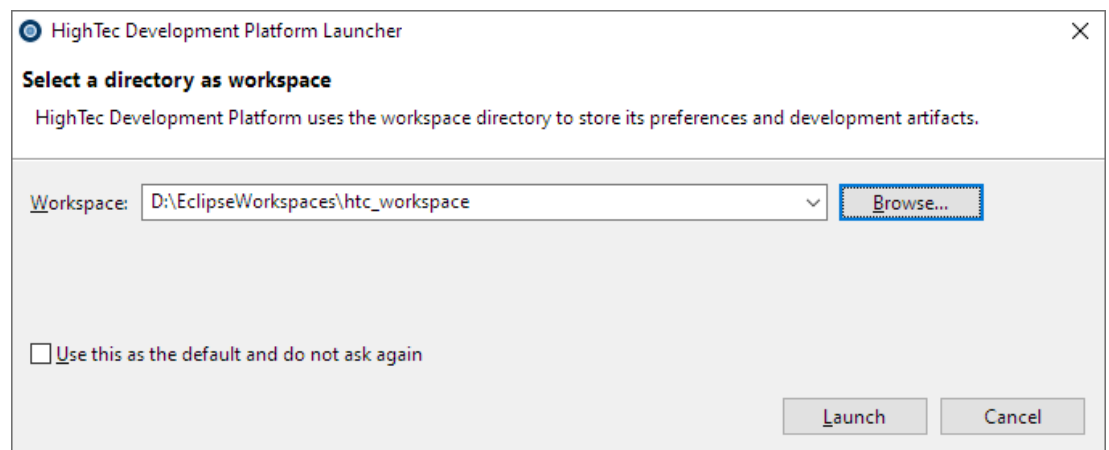 HighTec Development Platform Launcher
Select a directory as workspace
HighTec Development Platform uses the workspace directory to store its preferences and development artifacts.
Workspace: D:\EclipseWorkspaces\htc_workspace Browse...
Use this as the default and do not ask again
Launch Cancel